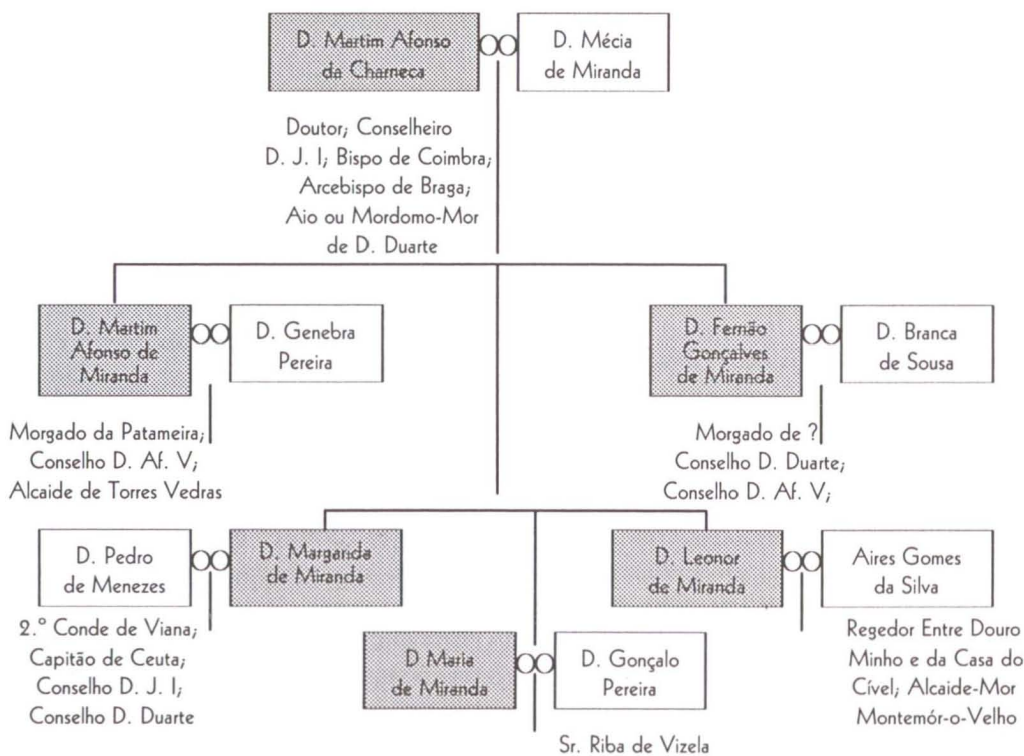 D. Martim Afonso
da Charneca
D. Mécia
de Miranda
Doutor; Conselheiro
D. J. I; Bispo de Coimbra;
Arcebispo de Braga;
Aio ou Mordomo-Mor
de D. Duarte
D. Martim
Afonso de
Miranda
D. Genebra
Pereira
D. Fernão
Gonçalves
de Miranda
D. Branca
de Sousa
Morgado da Patameira;
Conselho D. Af. V;
Alcaide de Torres Vedras
Morgado de ?
Conselho D. Duarte;
Conselho D. Af. V;
D. Pedro
de Menezes
D. Margarida
de Miranda
D. Leonor
de Miranda
Aires Gomes
da Silva
2.º Conde de Viana;
Capitão de Ceuta;
Conselho D. J. I;
Conselho D. Duarte
D Maria
de Miranda
D. Gonçalo
Pereira
Regedor Entre Douro
Minho e da Casa do
Cível; Alcaide-Mor
Montemór-o-Velho
Sr. Riba de Vizela